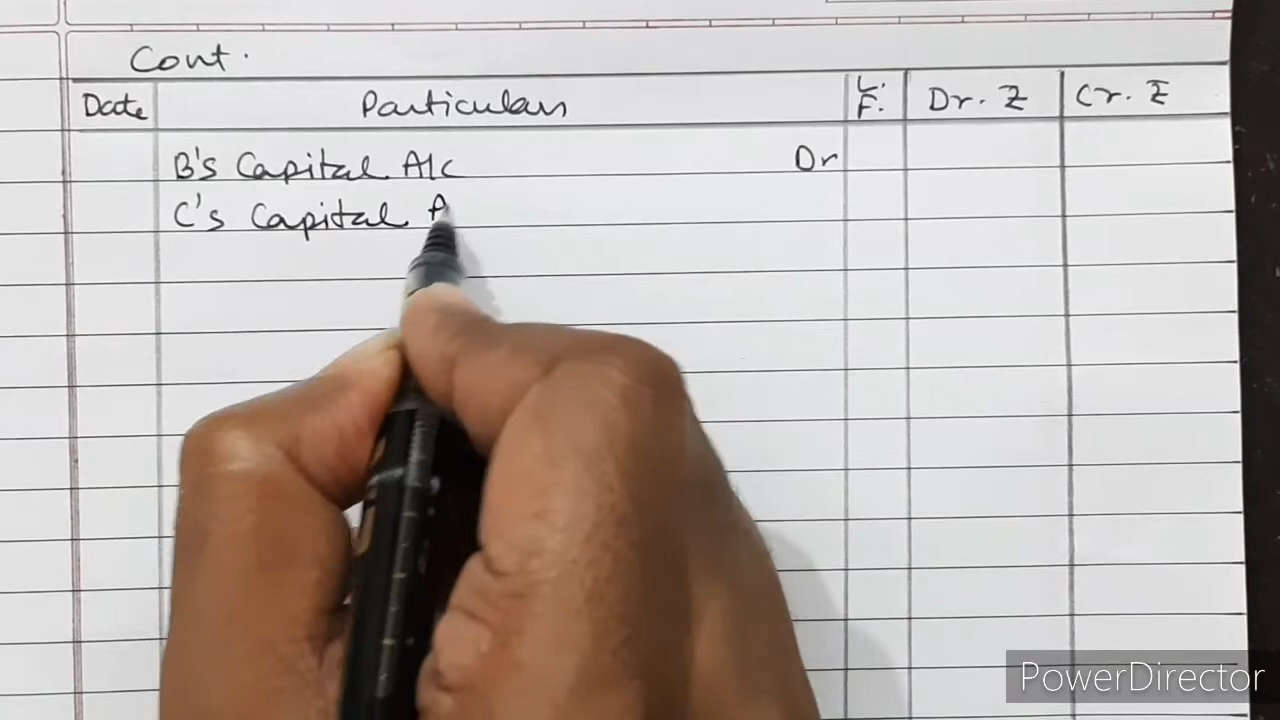 Cont.
Date Particulars L.F. Dr. ₹ Cr. ₹
B's Capital A/c Dr
C's Capital A
PowerDirector